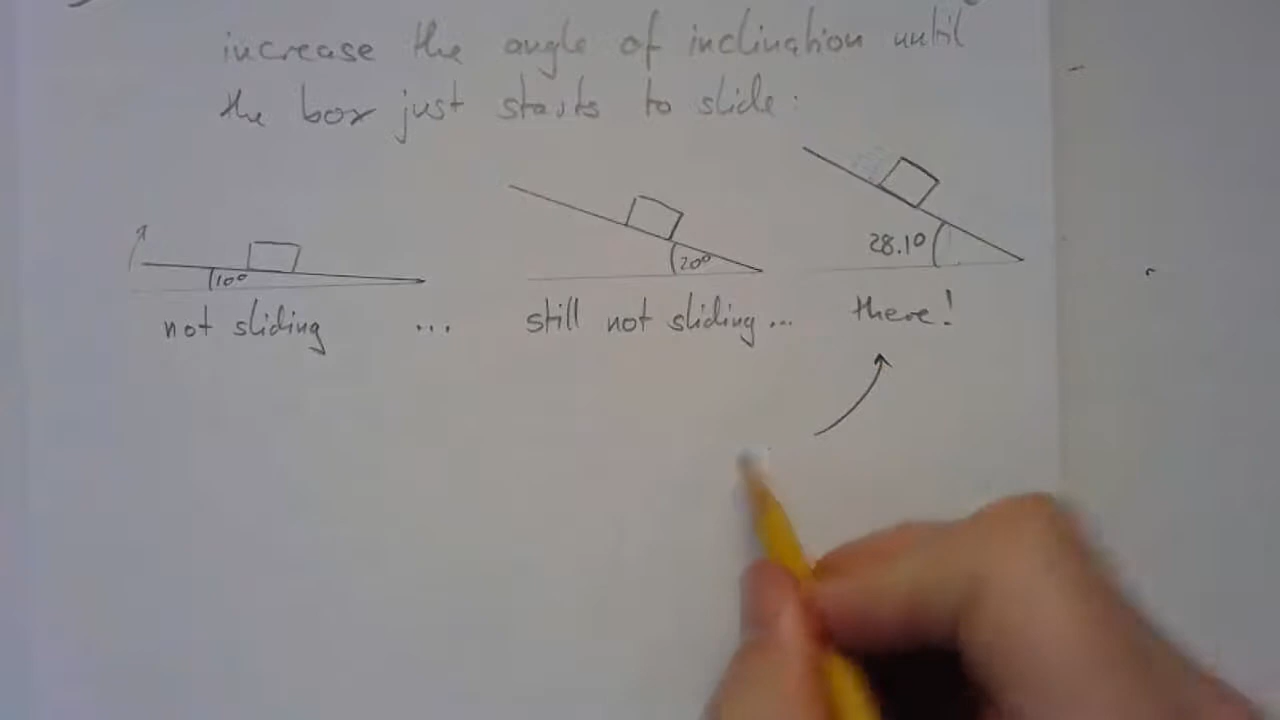 increase the angle of inclination until
the box just starts to slide:
10°
20°
28.1°
not sliding ... still not sliding... there!